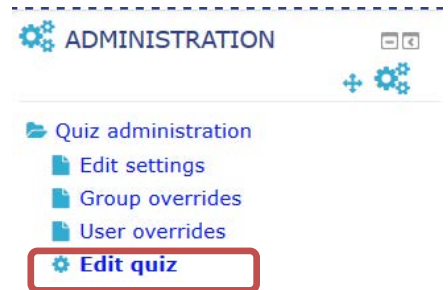 ADMINISTRATION
Quiz administration
Edit settings
Group overrides
User overrides
Edit quiz